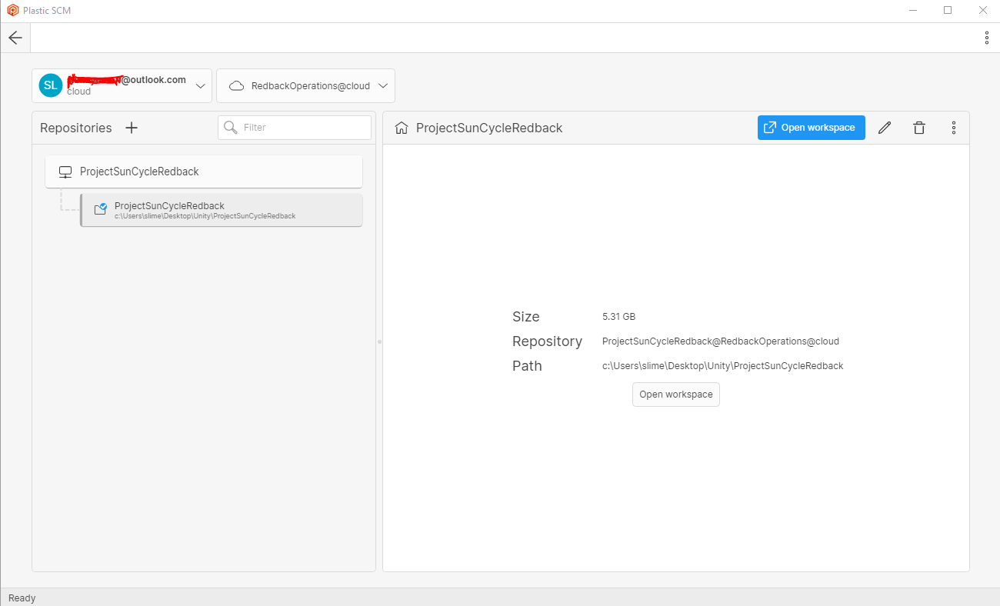 Plastic SCM
SL
@outlook.com
cloud
RedbackOperations@cloud
Repositories
Filter
ProjectSunCycleRedback
ProjectSunCycleRedback
c:\Users\slime\Desktop\Unity\ProjectSunCycleRedback
ProjectSunCycleRedback
Open workspace
Size 5.31 GB
Repository ProjectSunCycleRedback@RedbackOperations@cloud
Path c:\Users\slime\Desktop\Unity\ProjectSunCycleRedback
Open workspace
Ready